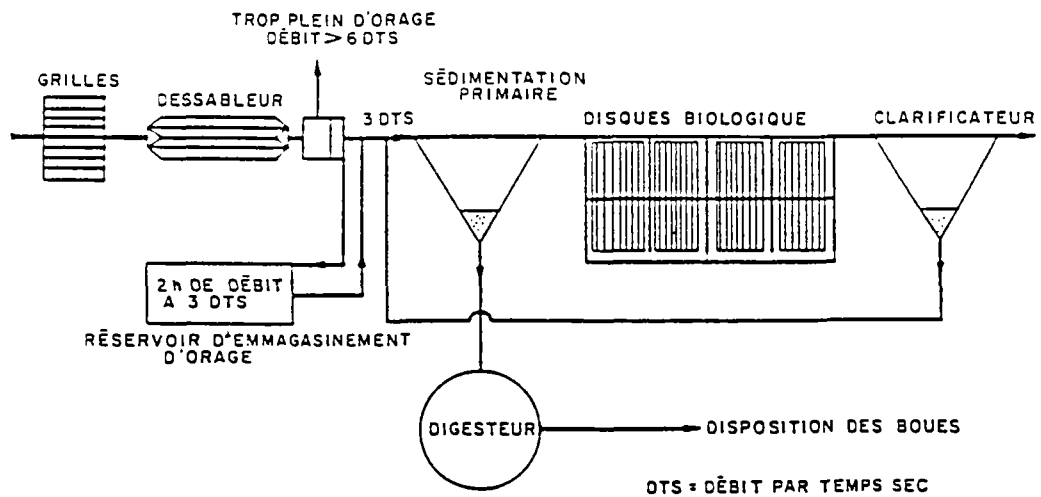 TROP PLEIN D'ORAGE
DÉBIT > 6 DTS
GRILLES
DESSABLEUR
3 DTS
SÉDIMENTATION
PRIMAIRE
DISQUES BIOLOGIQUE
CLARIFICATEUR
2 h DE DÉBIT
A 3 DTS
RÉSERVOIR D'EMMAGASINEMENT
D'ORAGE
DIGESTEUR
DISPOSITION DES BOUES
DTS = DÉBIT PAR TEMPS SEC